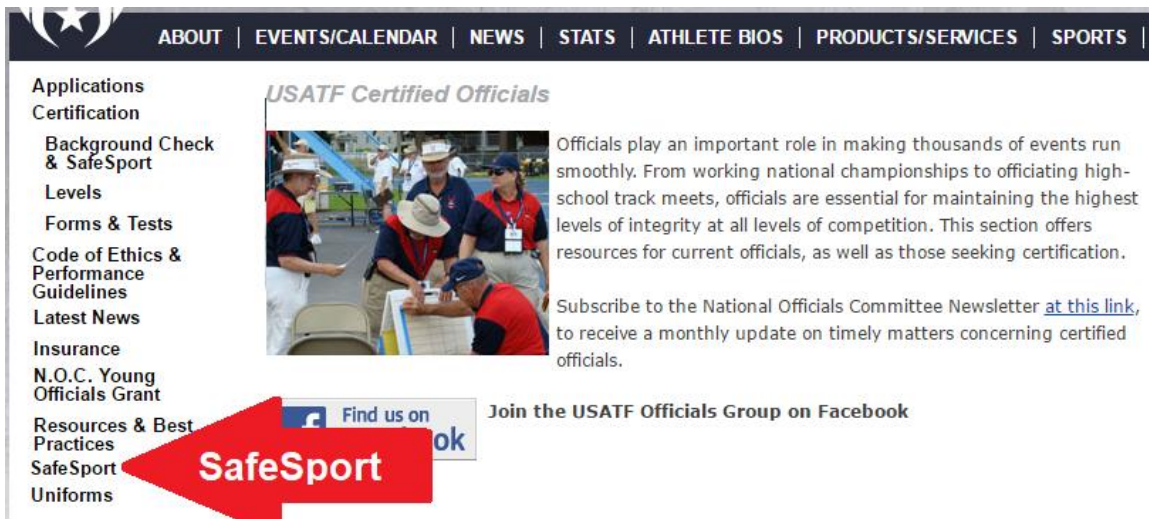 ABOUT | EVENTS/CALENDAR | NEWS | STATS | ATHLETE BIOS | PRODUCTS/SERVICES | SPORTS |
Applications
Certification
Background Check
& SafeSport
Levels
Forms & Tests
Code of Ethics &
Performance
Guidelines
Latest News
Insurance
N.O.C. Young
Officials Grant
Resources & Best
Practices
SafeSport
Uniforms
SafeSport
USATF Certified Officials
Officials play an important role in making thousands of events run
smoothly. From working national championships to officiating high-
school track meets, officials are essential for maintaining the highest
levels of integrity at all levels of competition. This section offers
resources for current officials, as well as those seeking certification.
Subscribe to the National Officials Committee Newsletter at this link,
to receive a monthly update on timely matters concerning certified
officials.
Find us on
ok
Join the USATF Officials Group on Facebook